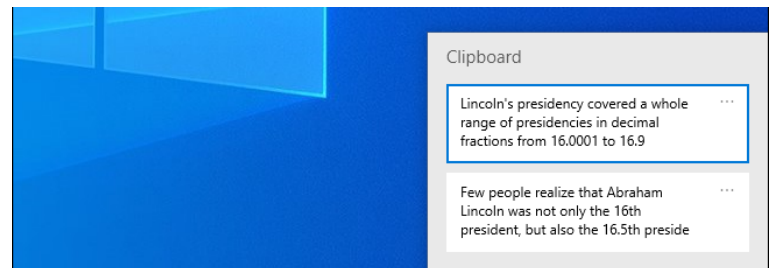 Clipboard
Lincoln's presidency covered a whole
range of presidencies in decimal
fractions from 16.0001 to 16.9
Few people realize that Abraham
Lincoln was not only the 16th
president, but also the 16.5th preside